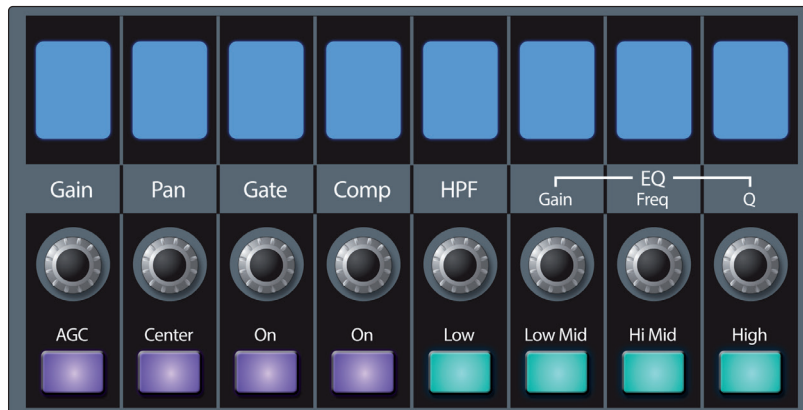 Gain Pan Gate Comp HPF EQ
Gain Freq Q
AGC Center On On Low Low Mid Hi Mid High